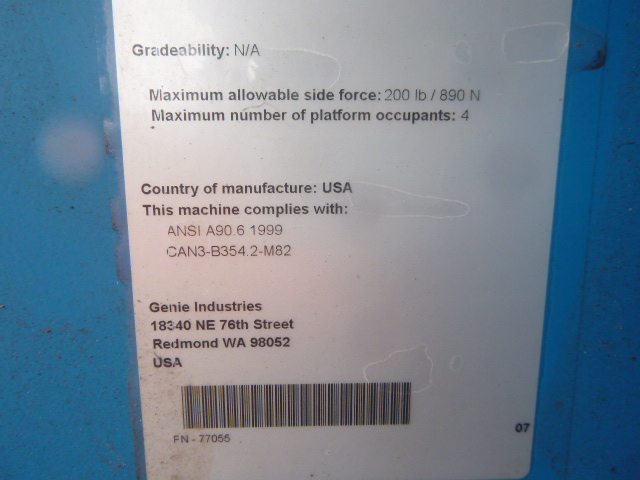 Gradeability: N/A
Maximum allowable side force: 200 lb / 890 N
Maximum number of platform occupants: 4
Country of manufacture: USA
This machine complies with:
ANSI A90.6 1999
CAN3-B354.2-M82
Genie Industries
18340 NE 76th Street
Redmond WA 98052
USA
PN - 77055
07